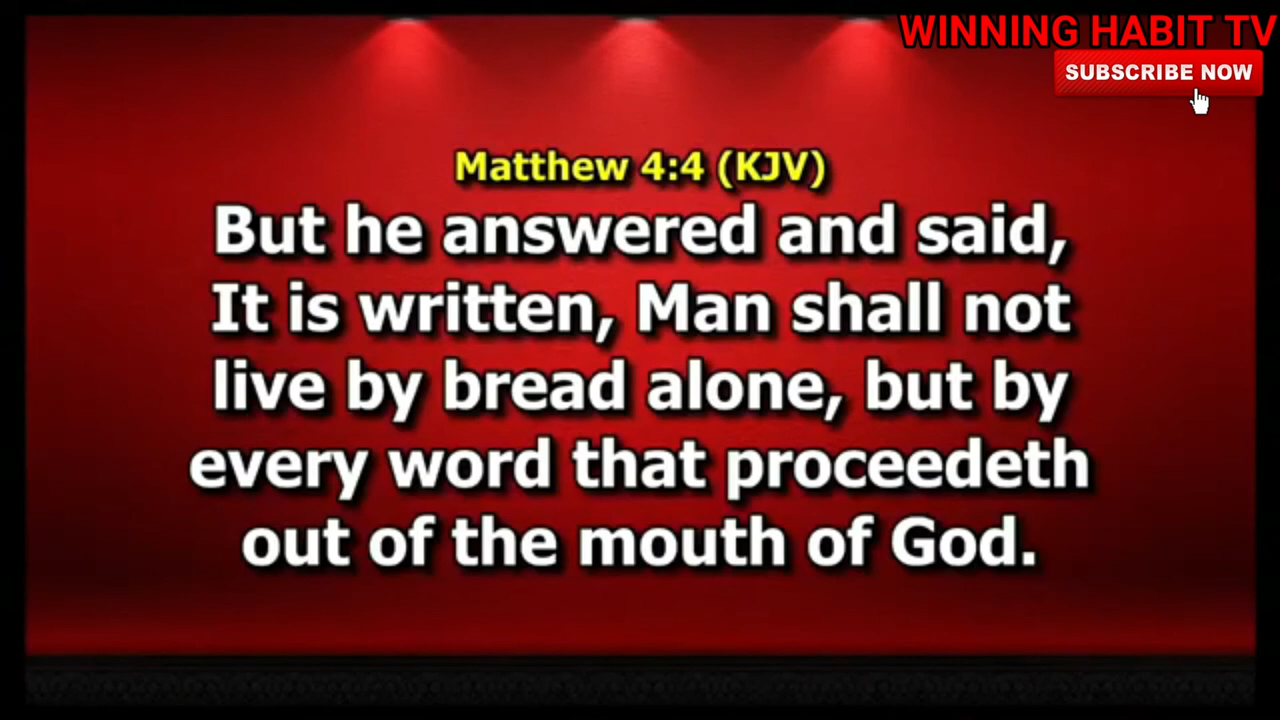 WINNING HABIT TV
SUBSCRIBE NOW
Matthew 4:4 (KJV)
But he answered and said,
It is written, Man shall not
live by bread alone, but by
every word that proceedeth
out of the mouth of God.